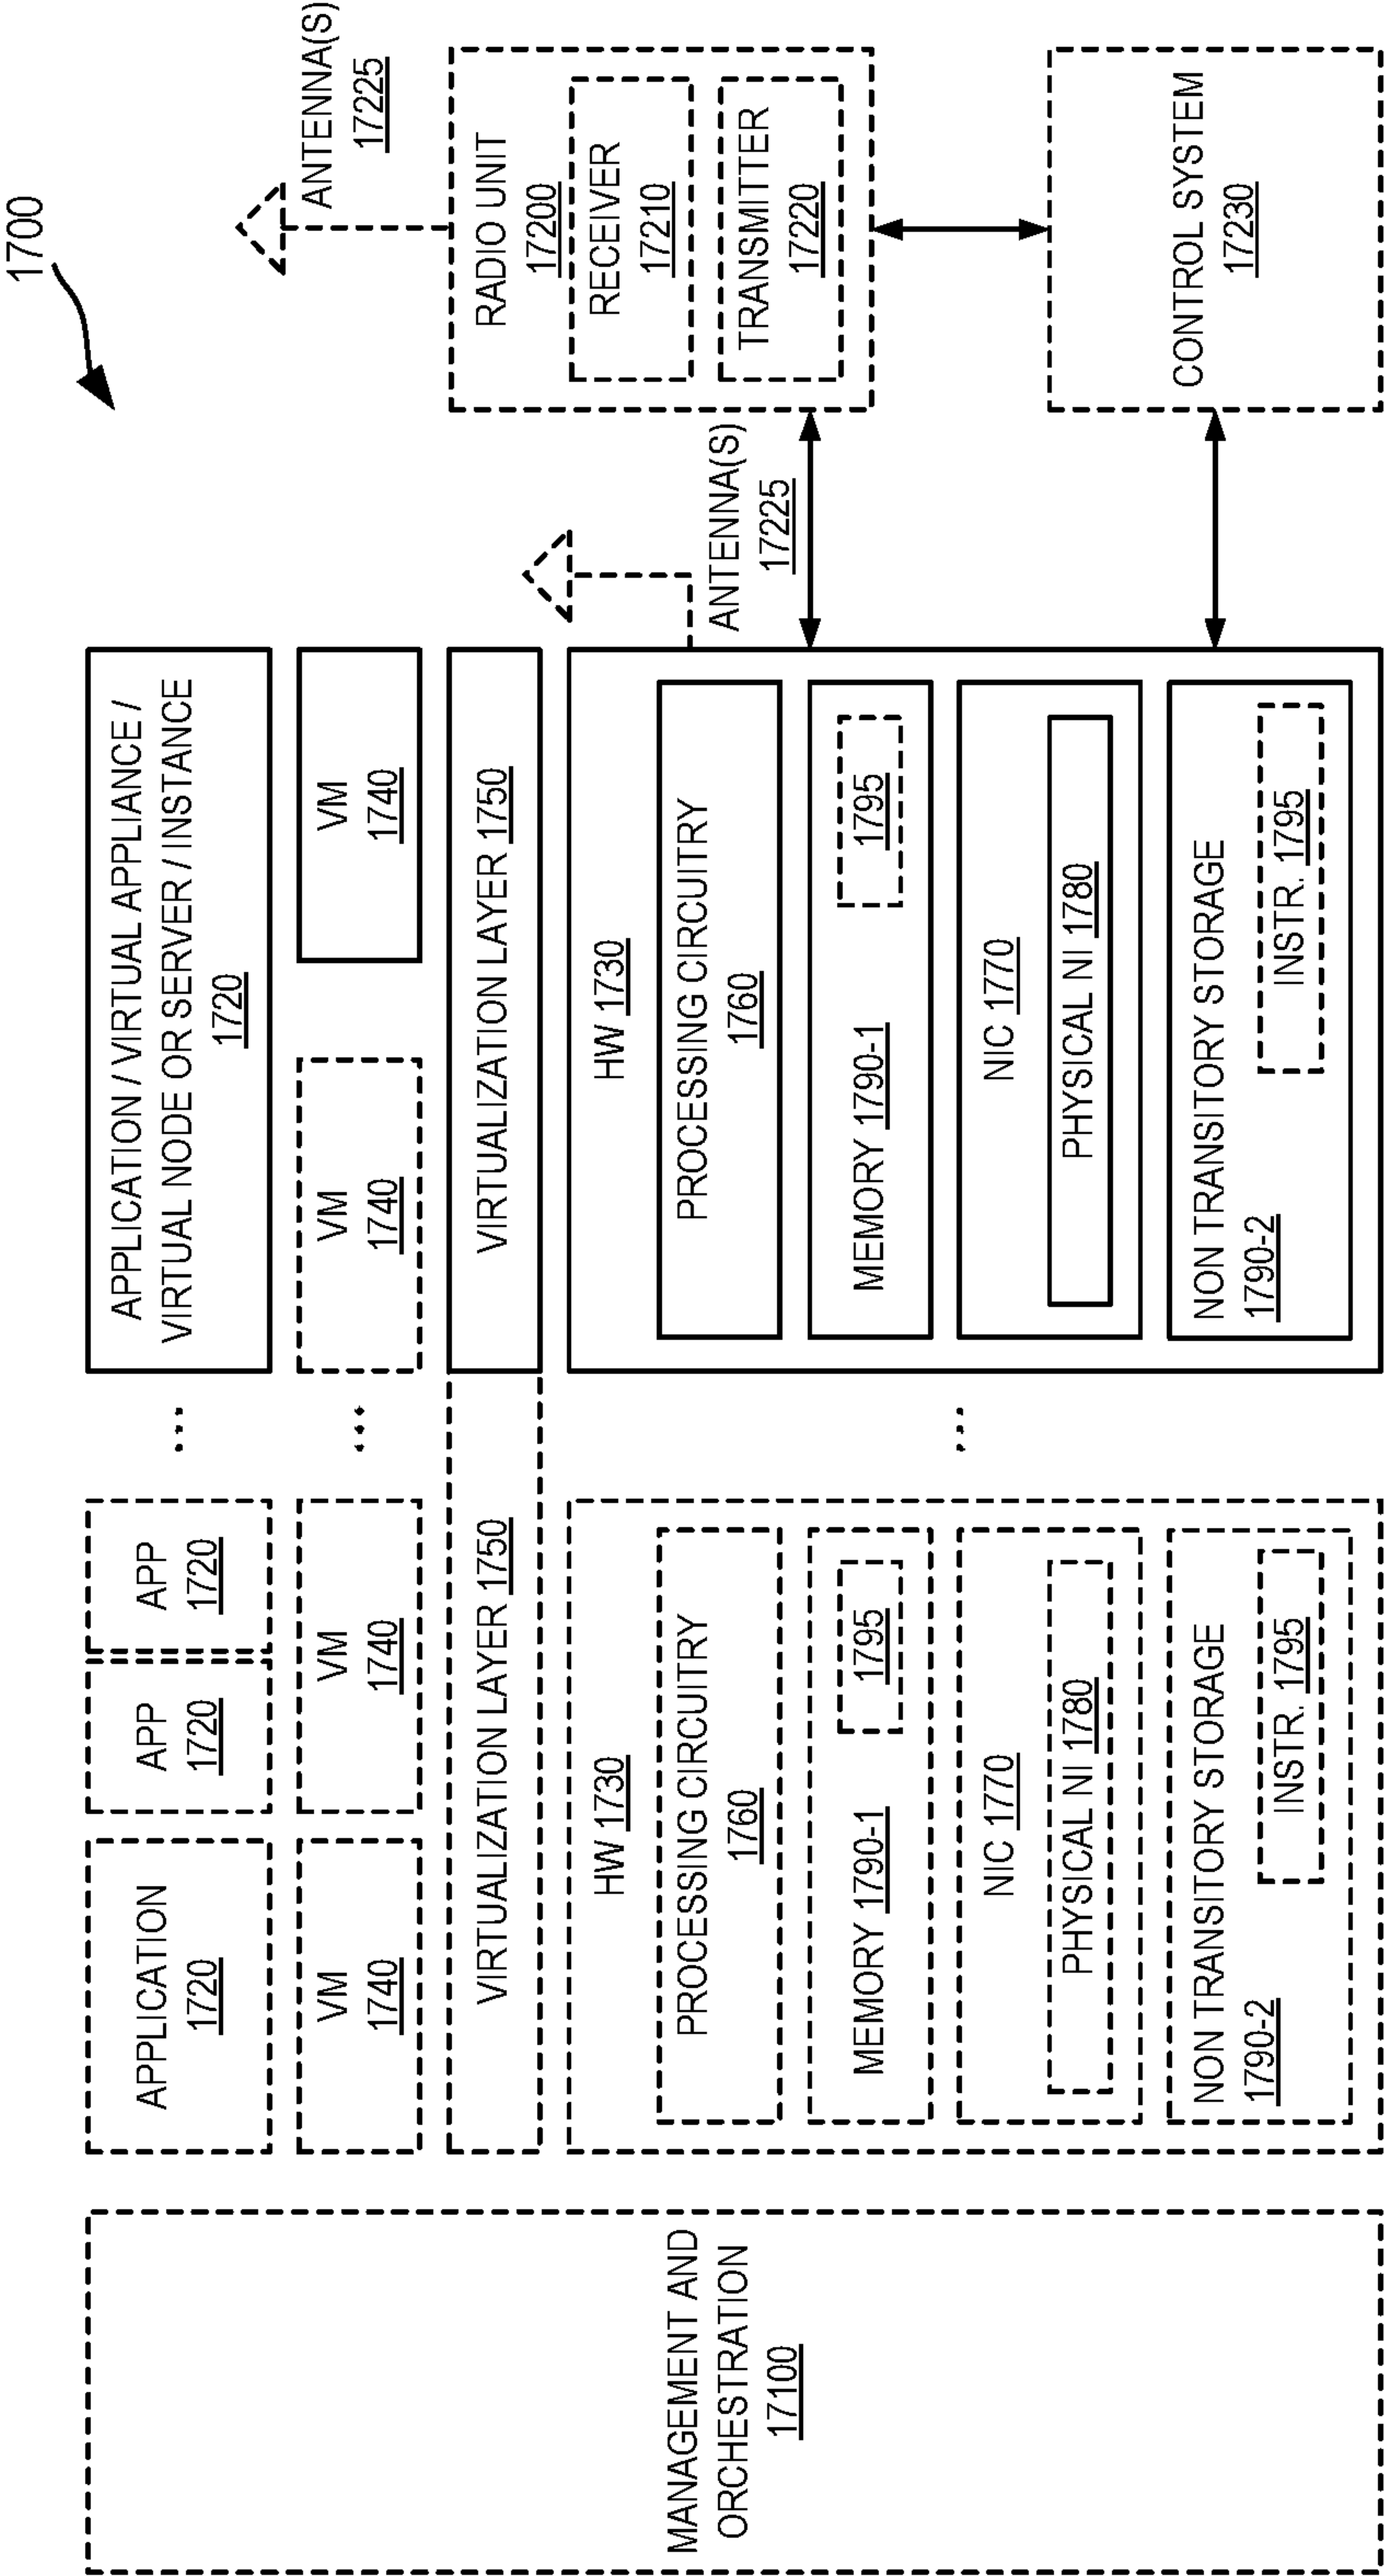 1700
MANAGEMENT AND
ORCHESTRATION
17100
APPLICATION
1720
APP
1720
APP
1720
...
APPLICATION / VIRTUAL APPLIANCE /
VIRTUAL NODE OR SERVER / INSTANCE
1720
VM
1740
VM
1740
...
VM
1740
VM
1740
VIRTUALIZATION LAYER 1750
VIRTUALIZATION LAYER 1750
HW 1730
PROCESSING CIRCUITRY
1760
MEMORY 1790-1
1795
NIC 1770
PHYSICAL NI 1780
NON TRANSITORY STORAGE
1790-2
INSTR. 1795
...
HW 1730
PROCESSING CIRCUITRY
1760
MEMORY 1790-1
1795
NIC 1770
PHYSICAL NI 1780
NON TRANSITORY STORAGE
1790-2
INSTR. 1795
ANTENNA(S)
17225
ANTENNA(S)
17225
RADIO UNIT
17200
RECEIVER
17210
TRANSMITTER
17220
CONTROL SYSTEM
17230